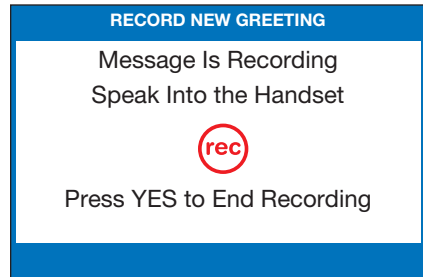 RECORD NEW GREETING
Message Is Recording
Speak Into the Handset
rec
Press YES to End Recording